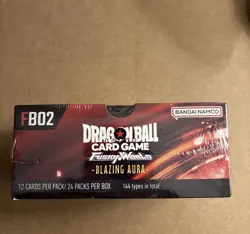 FB02
BANDAI NAMCO
DRAGON BALL
CARD GAME
FUSION WORLD
-BLAZING AURA-
12 CARDS PER PACK/ 24 PACKS PER BOX
144 types in total